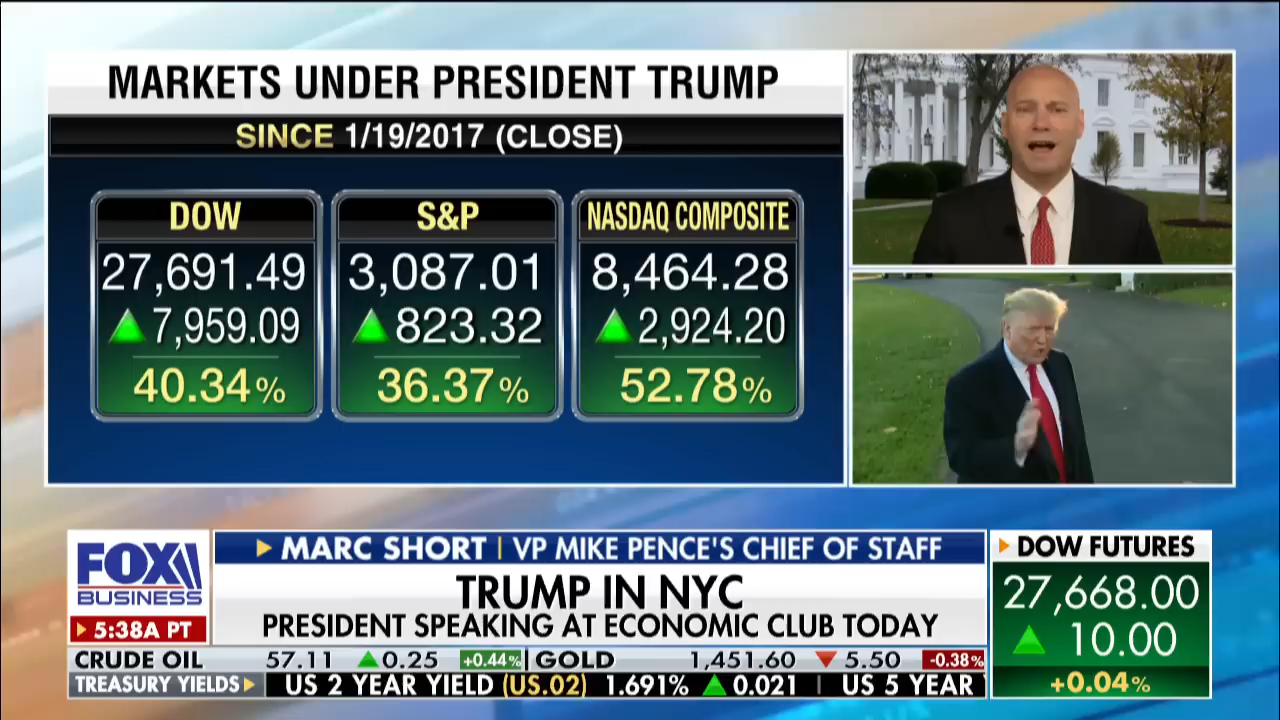 MARKETS UNDER PRESIDENT TRUMP
SINCE 1/19/2017 (CLOSE)
DOW
27,691.49
▲7,959.09
40.34%
S&P
3,087.01
▲823.32
36.37%
NASDAQ COMPOSITE
8,464.28
▲2,924.20
52.78%
FOX
BUSINESS
5:38A PT
MARC SHORT | VP MIKE PENCE'S CHIEF OF STAFF
TRUMP IN NYC
PRESIDENT SPEAKING AT ECONOMIC CLUB TODAY
DOW FUTURES
27,668.00
▲ 10.00
+0.04%
CRUDE OIL 57.11 ▲0.25 +0.44% GOLD 1,451.60 ▼ 5.50 -0.38%
TREASURY YIELDS US 2 YEAR YIELD (US.02) 1.691% ▲ 0.021 | US 5 YEAR